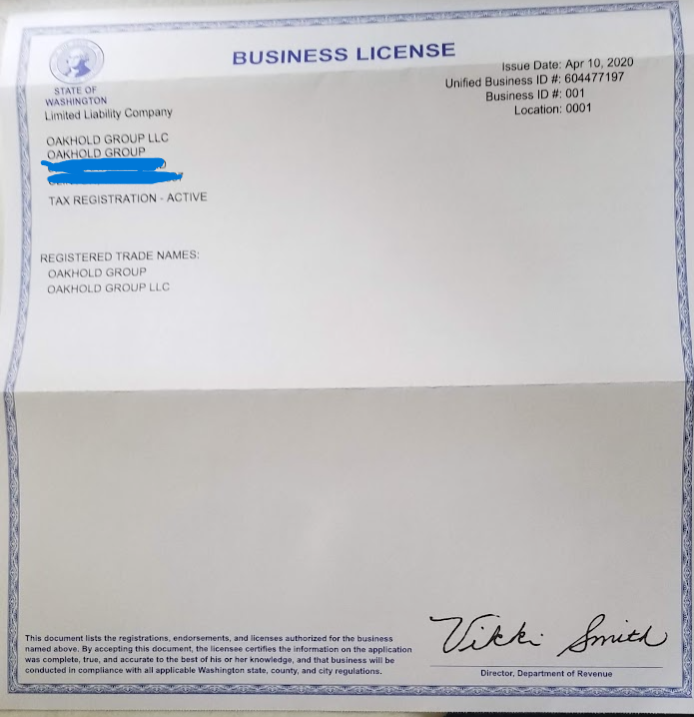 BUSINESS LICENSE
STATE OF
WASHINGTON
Limited Liability Company
Issue Date: Apr 10, 2020
Unified Business ID #: 604477197
Business ID #: 001
Location: 0001
OAKHOLD GROUP LLC
OAKHOLD GROUP
TAX REGISTRATION - ACTIVE
REGISTERED TRADE NAMES:
OAKHOLD GROUP
OAKHOLD GROUP LLC
This document lists the registrations, endorsements, and licenses authorized for the business
named above. By accepting this document, the licensee certifies the information on the application
was complete, true, and accurate to the best of his or her knowledge, and that business will be
conducted in compliance with all applicable Washington state, county, and city regulations.
Vikki Smith
Director, Department of Revenue